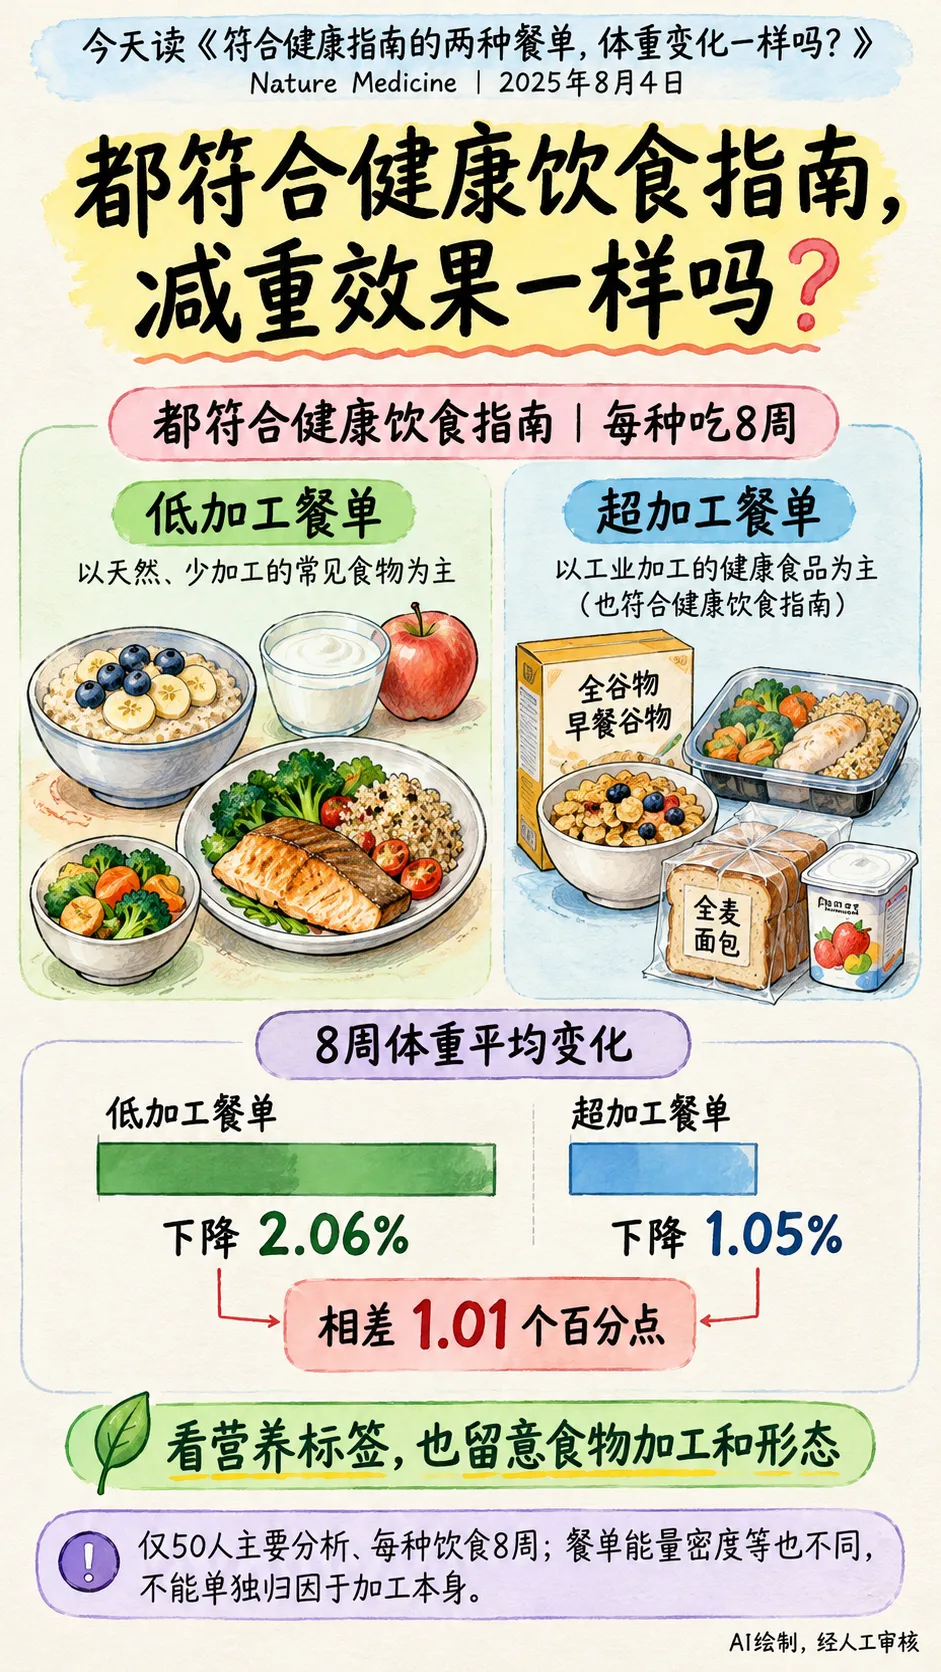 今天读《符合健康指南的两种餐单，体重变化一样吗？》
Nature Medicine | 2025年8月4日
都符合健康饮食指南，
减重效果一样吗？
都符合健康饮食指南 | 每种吃8周
低加工餐单
以天然、少加工的常见食物为主
超加工餐单
以工业加工的健康食品为主
（也符合健康饮食指南）
全谷物
早餐谷物
全麦
面包
8周体重平均变化
低加工餐单
下降 2.06%
超加工餐单
下降 1.05%
相差 1.01 个百分点
看营养标签，也留意食物加工和形态
仅50人主要分析、每种饮食8周；餐单能量密度等也不同，
不能单独归因于加工本身。
AI绘制，经人工审核